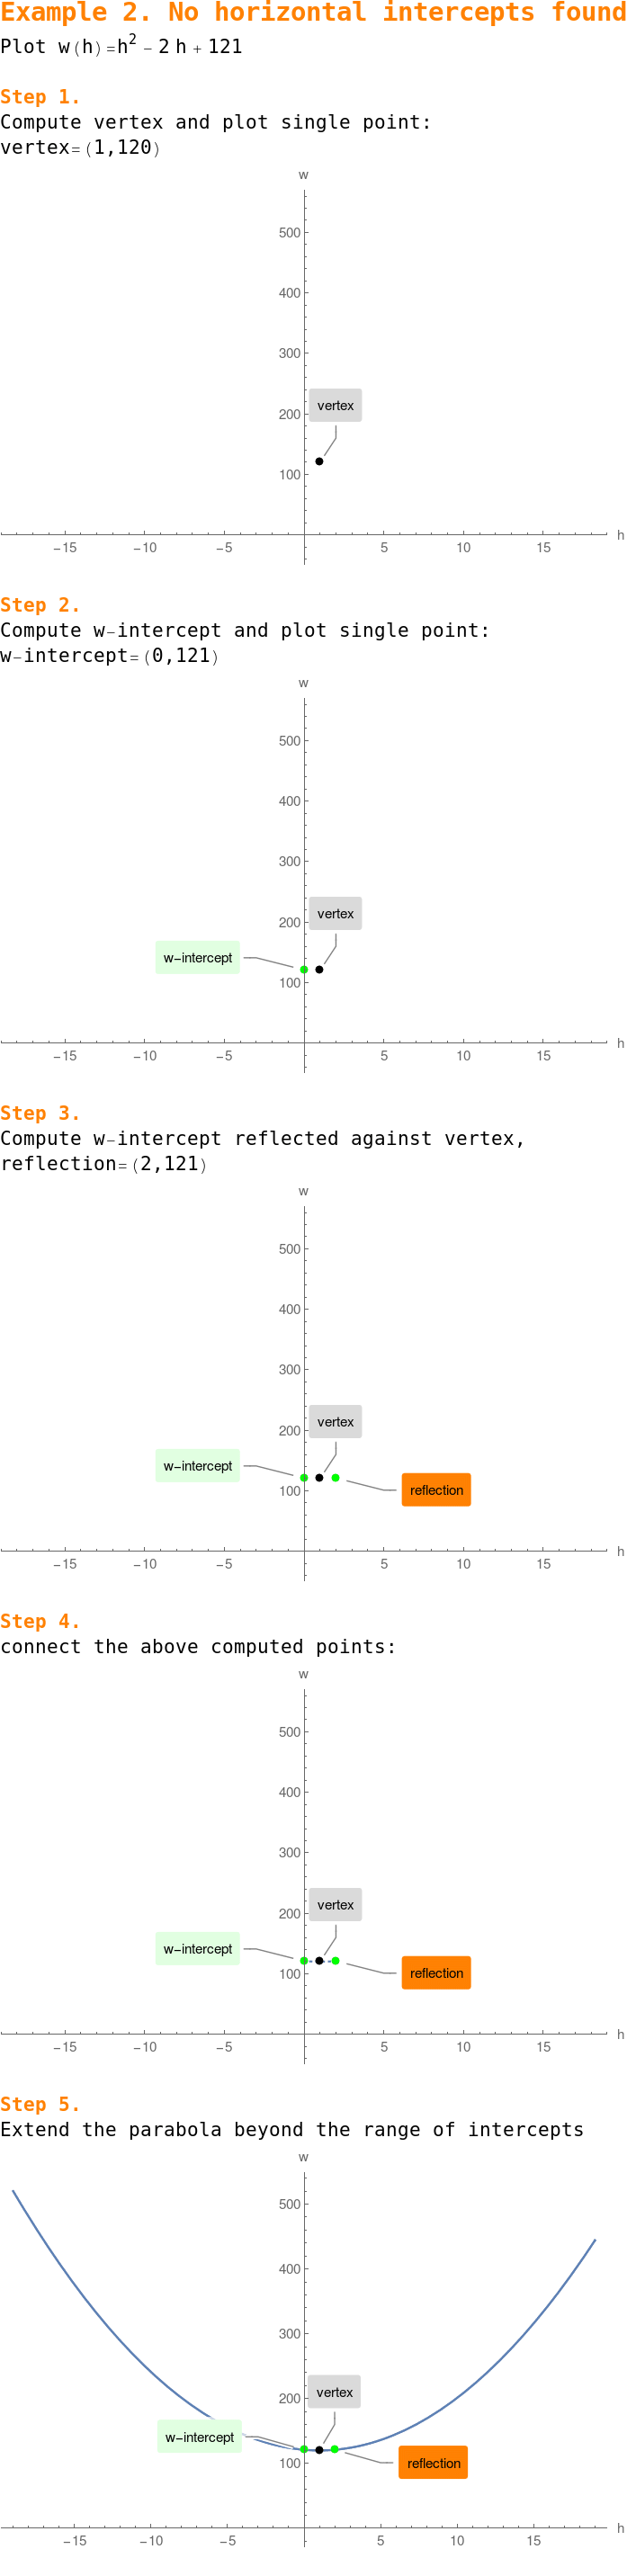 Example 2. No horizontal intercepts found
Plot w(h)=h² − 2 h + 121
Step 1.
Compute vertex and plot single point:
vertex=(1,120)
w
500
400
300
200
100
vertex
−15 −10 −5 5 10 15 h
Step 2.
Compute w−intercept and plot single point:
w−intercept=(0,121)
w
500
400
300
200
vertex
w−intercept
100
−15 −10 −5 5 10 15 h
Step 3.
Compute w−intercept reflected against vertex,
reflection=(2,121)
w
500
400
300
200
vertex
w−intercept
100
reflection
−15 −10 −5 5 10 15 h
Step 4.
connect the above computed points:
w
500
400
300
200
vertex
w−intercept
100
reflection
−15 −10 −5 5 10 15 h
Step 5.
Extend the parabola beyond the range of intercepts
w
500
400
300
200
vertex
w−intercept
100
reflection
−15 −10 −5 5 10 15 h